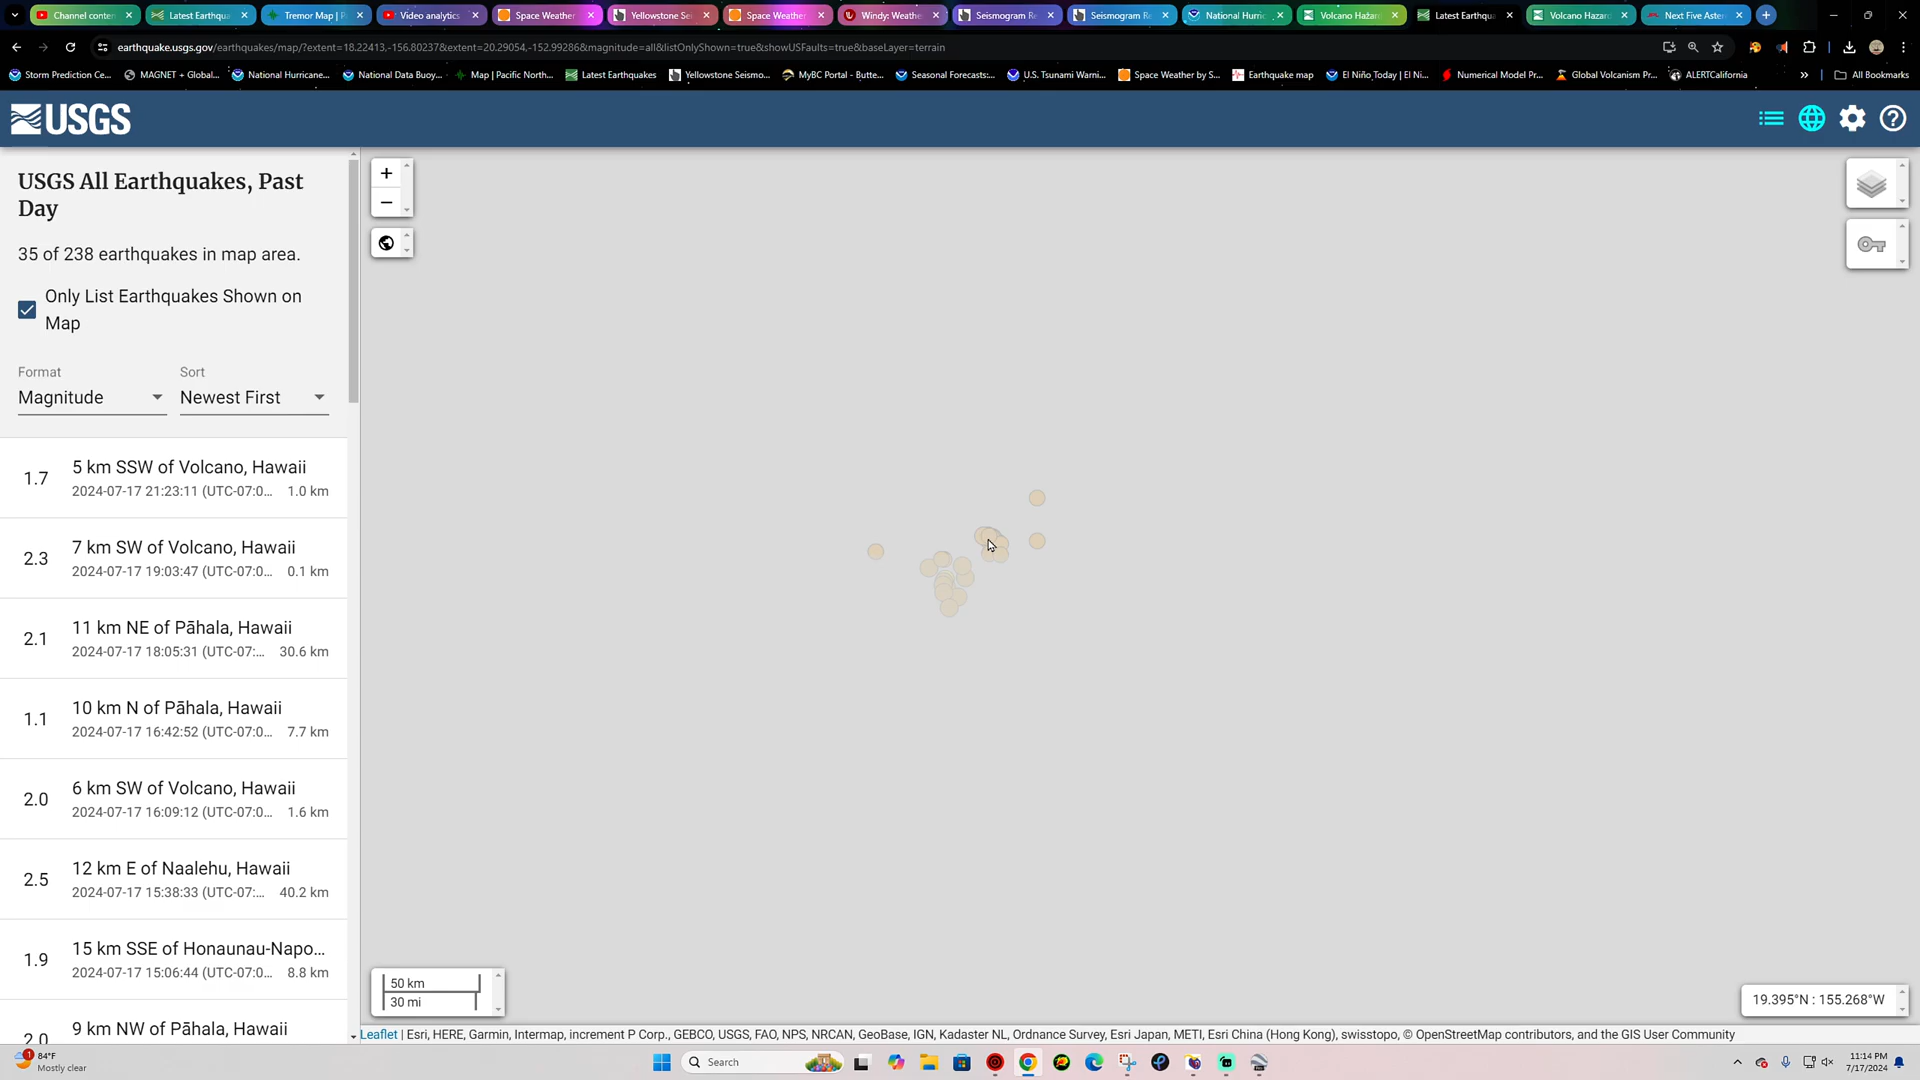 Channel conten
Latest Earthqua
Tremor Map | P
Video analytics
Space Weather
Yellowstone Se
Space Weather
Windy: Weathe
Seismogram Re
Seismogram Re
National Hurric
Volcano Hazar
Latest Earthqu
Volcano Hazar
Next Five Aster
earthquake.usgs.gov/earthquakes/map/?extent=18.22413,-156.80237&extent=20.29054,-152.99286&magnitude=all&listOnlyShown=true&showUSFaults=true&baseLayer=terrain
Storm Prediction Ce...
MAGNET + Global...
National Hurricane...
National Data Buoy...
Map | Pacific North...
Latest Earthquakes
Yellowstone Seismo...
MyBC Portal - Butte...
Seasonal Forecasts:...
U.S. Tsunami Warni...
Space Weather by S...
Earthquake map
El Niño Today | El Ni...
Numerical Model Pr...
Global Volcanism Pr...
ALERTCalifornia
All Bookmarks
USGS
USGS All Earthquakes, Past
Day
35 of 238 earthquakes in map area.
Only List Earthquakes Shown on
Map
Format
Sort
Magnitude
Newest First
1.7
5 km SSW of Volcano, Hawaii
2024-07-17 21:23:11 (UTC-07:0...
1.0 km
2.3
7 km SW of Volcano, Hawaii
2024-07-17 19:03:47 (UTC-07:0...
0.1 km
2.1
11 km NE of Pāhala, Hawaii
2024-07-17 18:05:31 (UTC-07:...
30.6 km
1.1
10 km N of Pāhala, Hawaii
2024-07-17 16:42:52 (UTC-07:0...
7.7 km
2.0
6 km SW of Volcano, Hawaii
2024-07-17 16:09:12 (UTC-07:0...
1.6 km
2.5
12 km E of Naalehu, Hawaii
2024-07-17 15:38:33 (UTC-07:...
40.2 km
1.9
15 km SSE of Honaunau-Napo...
2024-07-17 15:06:44 (UTC-07:0...
8.8 km
2.0
9 km NW of Pāhala, Hawaii
+
−
50 km
30 mi
19.395°N : 155.268°W
Leaflet | Esri, HERE, Garmin, Intermap, increment P Corp., GEBCO, USGS, FAO, NPS, NRCAN, GeoBase, IGN, Kadaster NL, Ordnance Survey, Esri Japan, METI, Esri China (Hong Kong), swisstopo, © OpenStreetMap contributors, and the GIS User Community
1
84°F
Mostly clear
Search
11:14 PM
7/17/2024